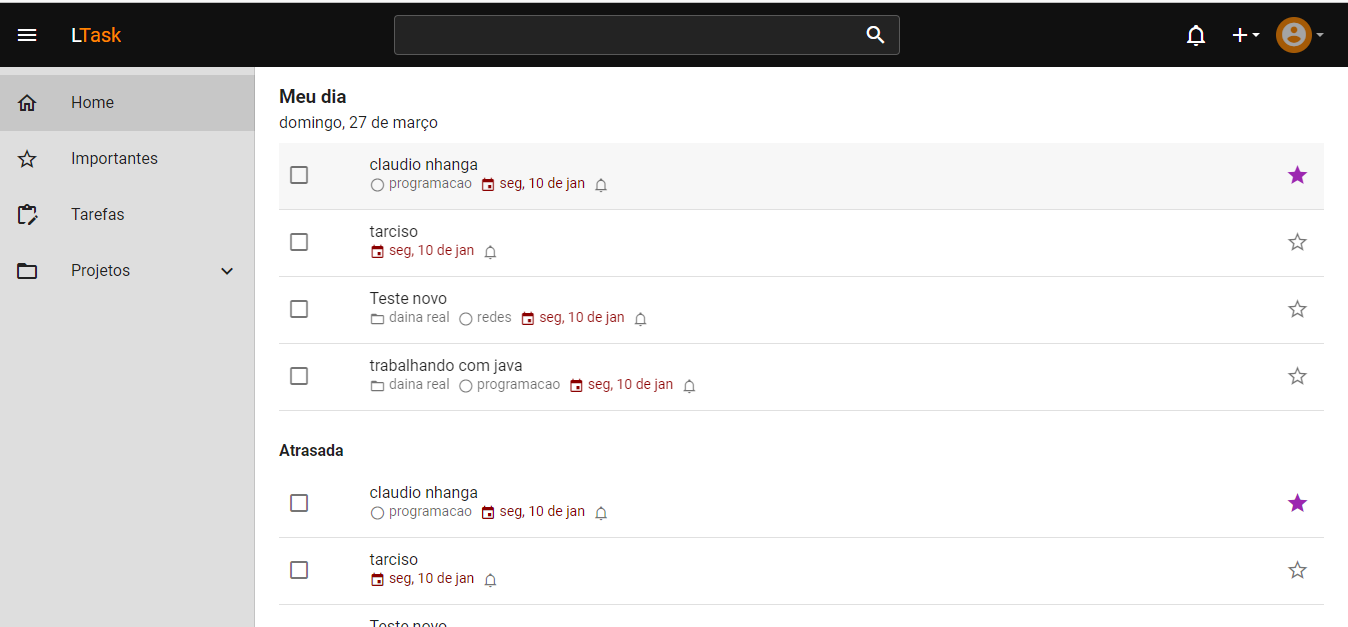 LTask
Home
Importantes
Tarefas
Projetos
Meu dia
domingo, 27 de março
claudio nhanga
programacao seg, 10 de jan
tarciso
seg, 10 de jan
Teste novo
daina real redes seg, 10 de jan
trabalhando com java
daina real programacao seg, 10 de jan
Atrasada
claudio nhanga
programacao seg, 10 de jan
tarciso
seg, 10 de jan
Teste novo